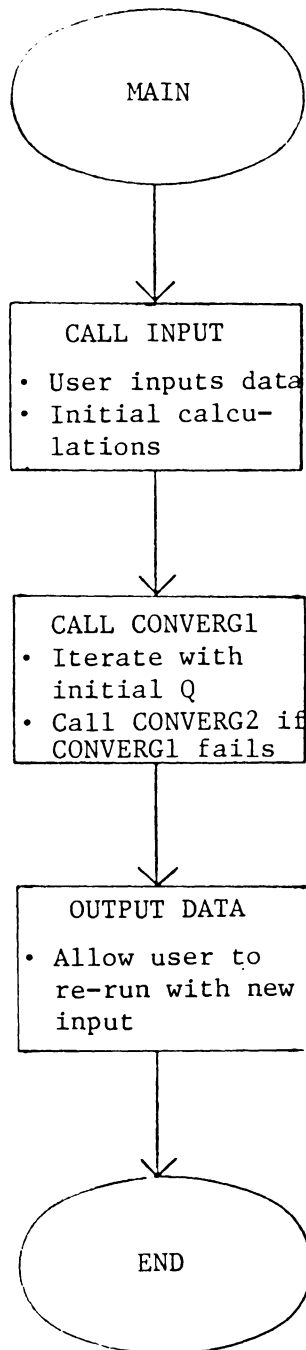 MAIN
CALL INPUT
· User inputs data
· Initial calcu-
lations
CALL CONVERG1
· Iterate with
initial Q
· Call CONVERG2 if
CONVERG1 fails
OUTPUT DATA
· Allow user to
re-run with new
input
END